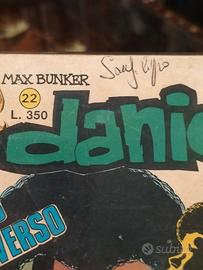 MAX BUNKER
22
L. 350
danie
VERSO
subito